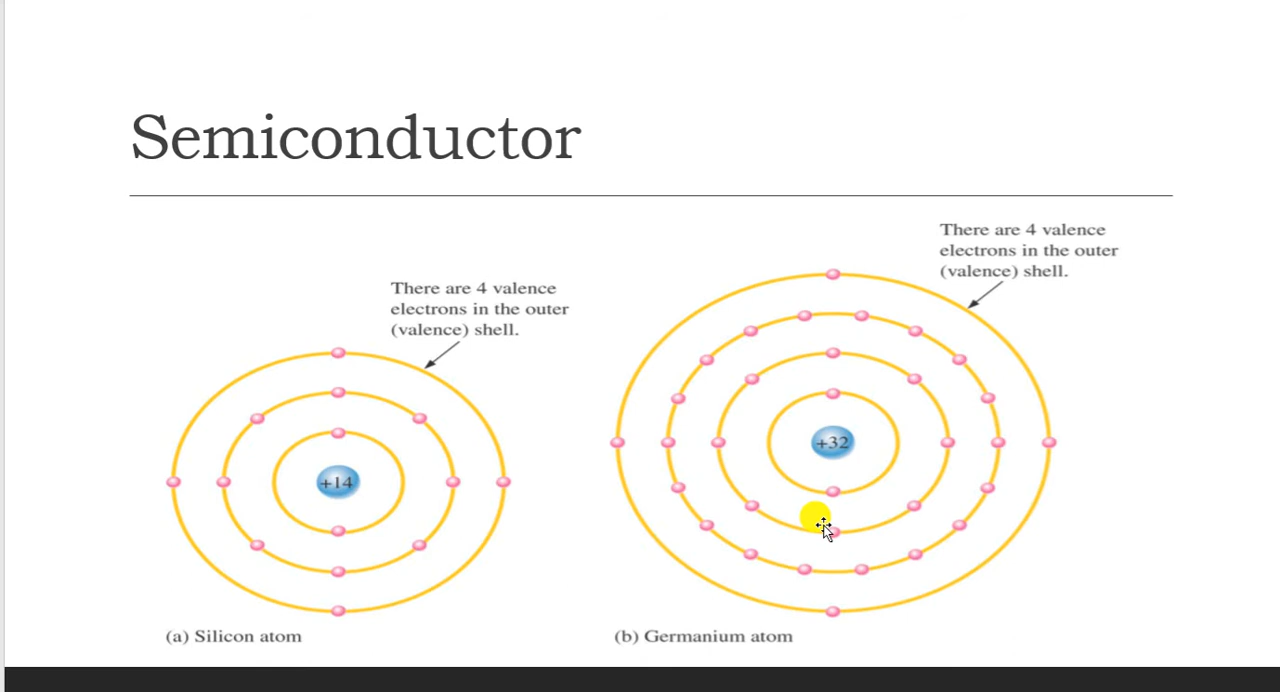 Semiconductor
There are 4 valence
electrons in the outer
(valence) shell.
There are 4 valence
electrons in the outer
(valence) shell.
+14
+32
(a) Silicon atom
(b) Germanium atom